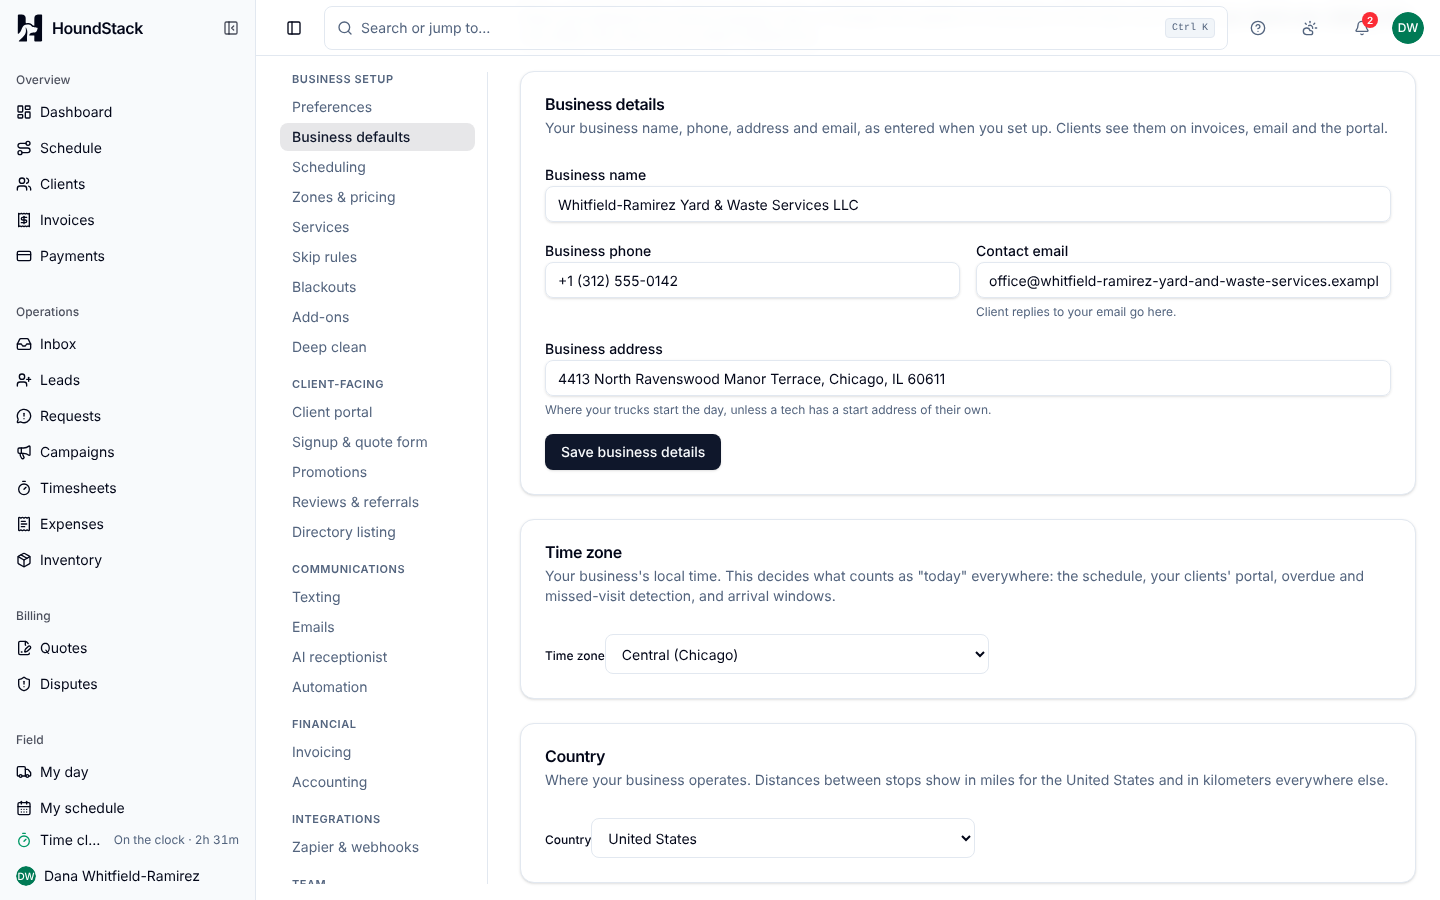 HoundStack
Search or jump to...
Ctrl K
2
DW
Overview
Dashboard
Schedule
Clients
Invoices
Payments
Operations
Inbox
Leads
Requests
Campaigns
Timesheets
Expenses
Inventory
Billing
Quotes
Disputes
Field
My day
My schedule
Time cl... On the clock · 2h 31m
DW Dana Whitfield-Ramirez
BUSINESS SETUP
Preferences
Business defaults
Scheduling
Zones & pricing
Services
Skip rules
Blackouts
Add-ons
Deep clean
CLIENT-FACING
Client portal
Signup & quote form
Promotions
Reviews & referrals
Directory listing
COMMUNICATIONS
Texting
Emails
AI receptionist
Automation
FINANCIAL
Invoicing
Accounting
INTEGRATIONS
Zapier & webhooks
TEAM
Business details
Your business name, phone, address and email, as entered when you set up. Clients see them on invoices, email and the portal.
Business name
Whitfield-Ramirez Yard & Waste Services LLC
Business phone
+1 (312) 555-0142
Contact email
office@whitfield-ramirez-yard-and-waste-services.exampl
Client replies to your email go here.
Business address
4413 North Ravenswood Manor Terrace, Chicago, IL 60611
Where your trucks start the day, unless a tech has a start address of their own.
Save business details
Time zone
Your business's local time. This decides what counts as "today" everywhere: the schedule, your clients' portal, overdue and
missed-visit detection, and arrival windows.
Time zone Central (Chicago)
Country
Where your business operates. Distances between stops show in miles for the United States and in kilometers everywhere else.
Country United States